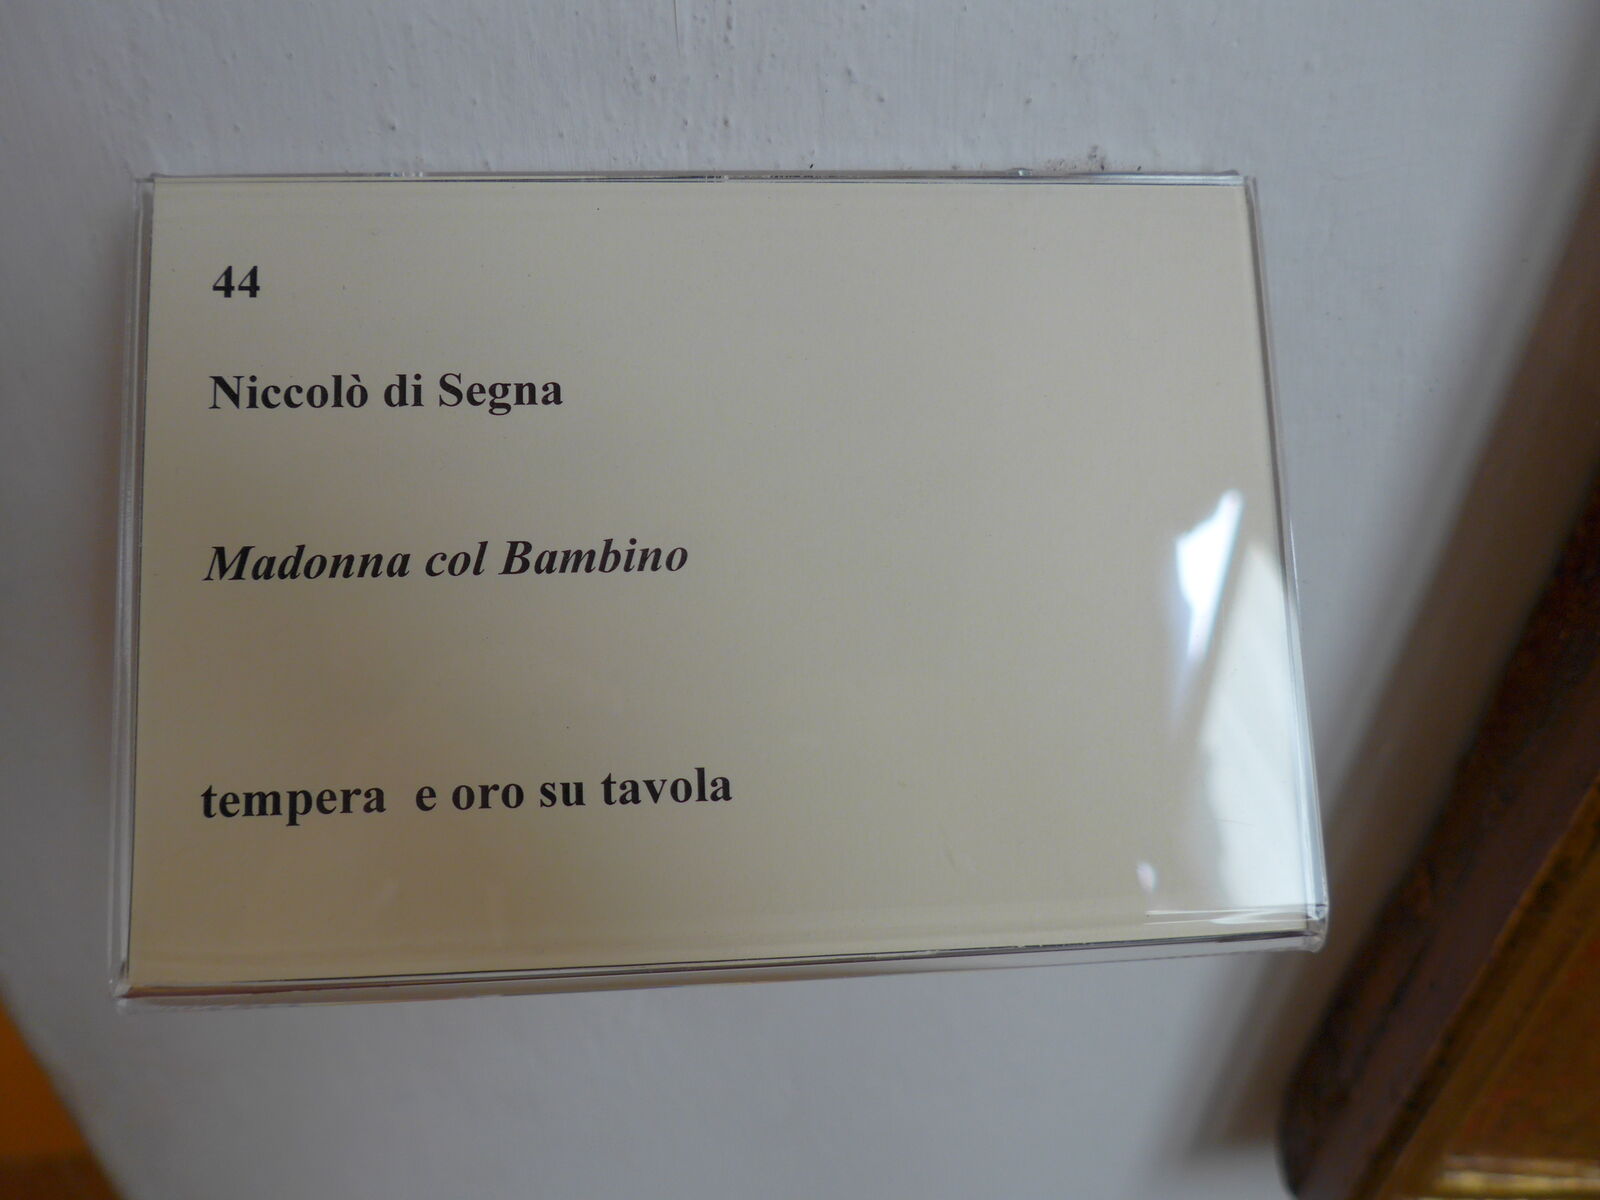 44
Niccolò di Segna
Madonna col Bambino
tempera e oro su tavola